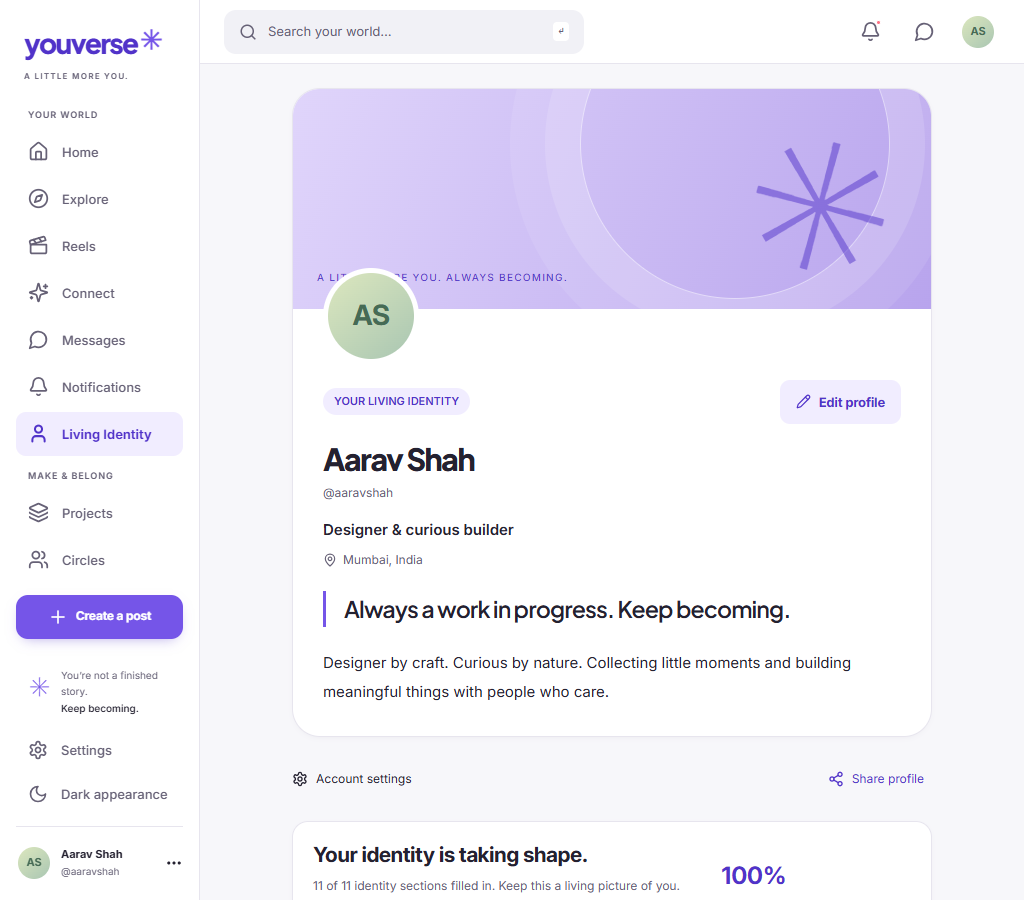 youverse
A LITTLE MORE YOU.
YOUR WORLD
Home
Explore
Reels
Connect
Messages
Notifications
Living Identity
MAKE & BELONG
Projects
Circles
Create a post
You're not a finished
story.
Keep becoming.
Settings
Dark appearance
AS
Aarav Shah
@aaravshah
Search your world...
AS
A LIT E YOU. ALWAYS BECOMING.
AS
YOUR LIVING IDENTITY
Edit profile
Aarav Shah
@aaravshah
Designer & curious builder
Mumbai, India
Always a work in progress. Keep becoming.
Designer by craft. Curious by nature. Collecting little moments and building
meaningful things with people who care.
Account settings
Share profile
Your identity is taking shape.
11 of 11 identity sections filled in. Keep this a living picture of you.
100%